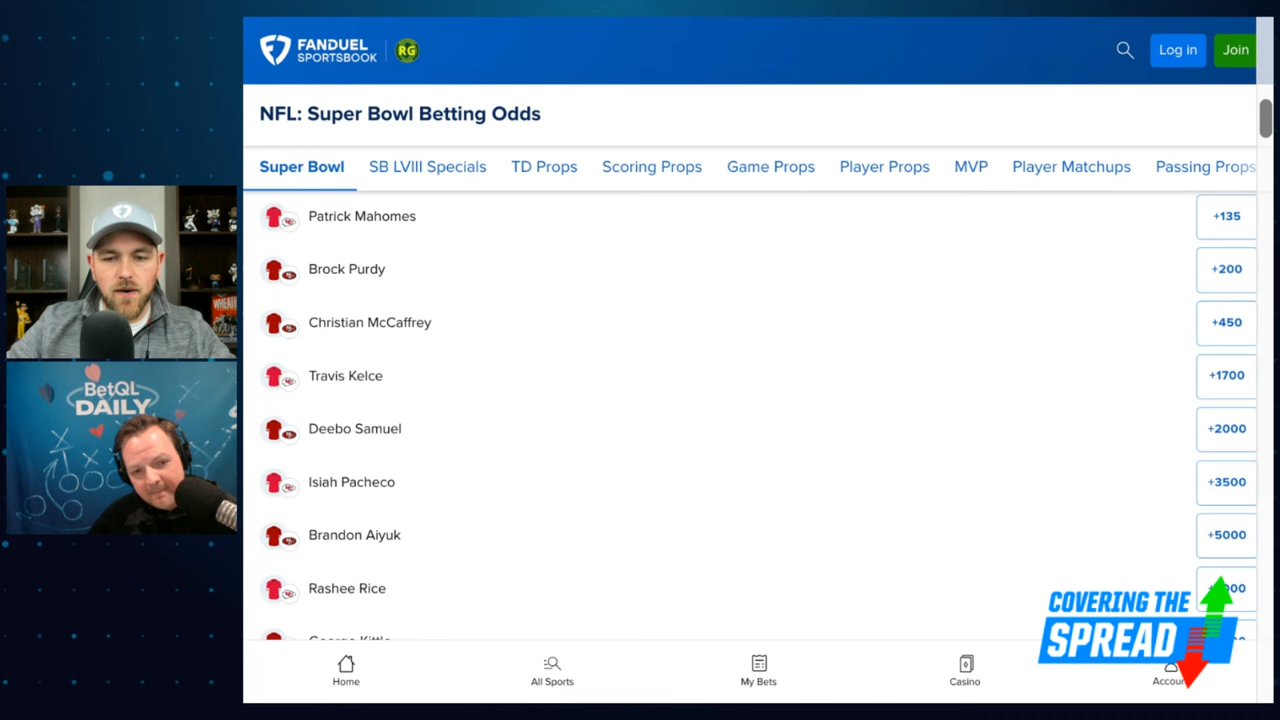 FANDUEL
SPORTSBOOK
RG
Log in
Join
NFL: Super Bowl Betting Odds
Super Bowl
SB LVIII Specials
TD Props
Scoring Props
Game Props
Player Props
MVP
Player Matchups
Passing Props
Patrick Mahomes
+135
Brock Purdy
+200
Christian McCaffrey
+450
Travis Kelce
+1700
Deebo Samuel
+2000
Isiah Pacheco
+3500
Brandon Aiyuk
+5000
Rashee Rice
BetQL
DAILY
COVERING THE
SPREAD
Home
All Sports
My Bets
Casino